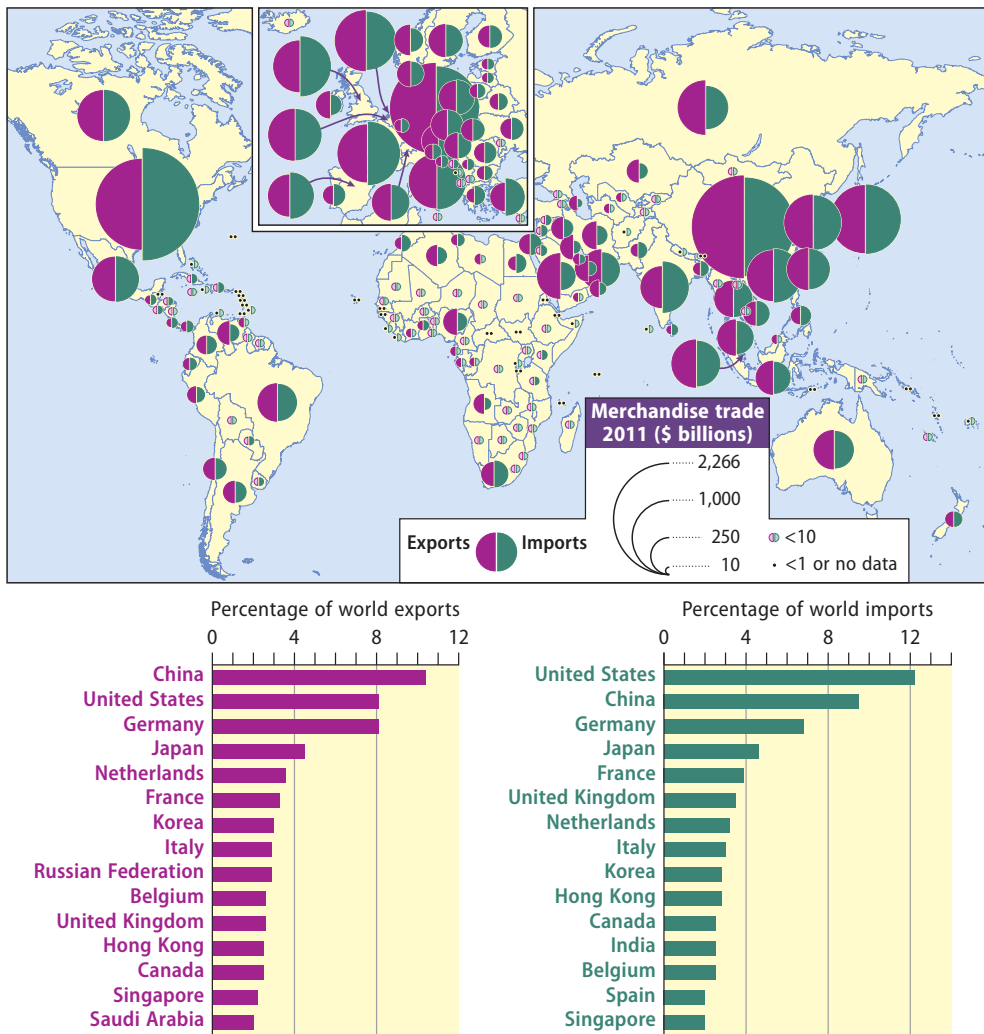 Merchandise trade
2011 ($ billions)
2,266
1,000
250
10
Exports
Imports
<10
<1 or no data
Percentage of world exports
0 4 8 12
China
United States
Germany
Japan
Netherlands
France
Korea
Italy
Russian Federation
Belgium
United Kingdom
Hong Kong
Canada
Singapore
Saudi Arabia
Percentage of world imports
0 4 8 12
United States
China
Germany
Japan
France
United Kingdom
Netherlands
Italy
Korea
Hong Kong
Canada
India
Belgium
Spain
Singapore